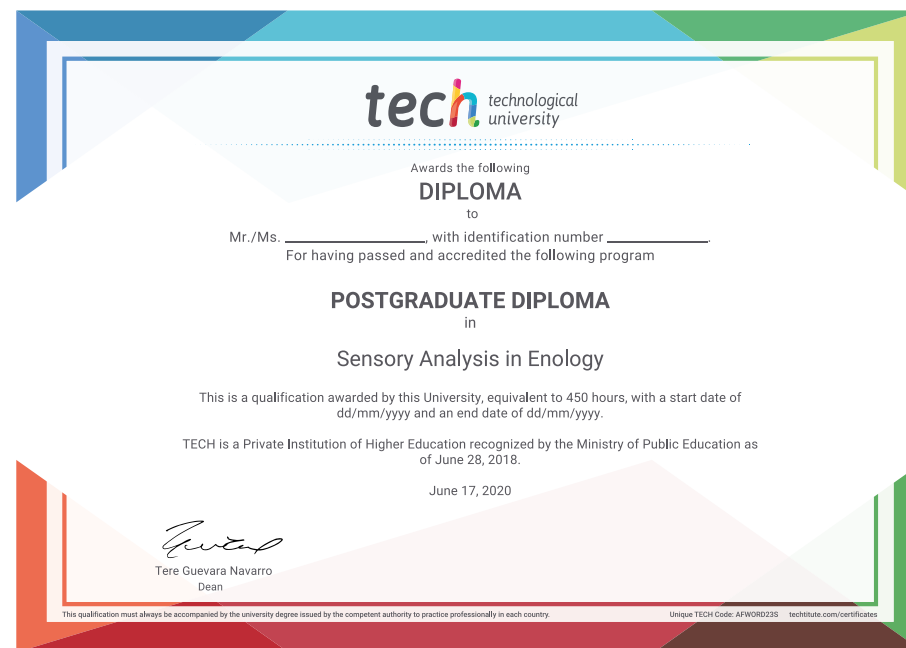 tech technological
university
Awards the following
DIPLOMA
to
Mr./Ms. ____________________, with identification number ______________.
For having passed and accredited the following program
POSTGRADUATE DIPLOMA
in
Sensory Analysis in Enology
This is a qualification awarded by this University, equivalent to 450 hours, with a start date of
dd/mm/yyyy and an end date of dd/mm/yyyy.
TECH is a Private Institution of Higher Education recognized by the Ministry of Public Education as
of June 28, 2018.
June 17, 2020
Tere Guevara Navarro
Dean
This qualification must always be accompanied by the university degree issued by the competent authority to practice professionally in each country.
Unique TECH Code: AFWORD23S techtitute.com/certificates